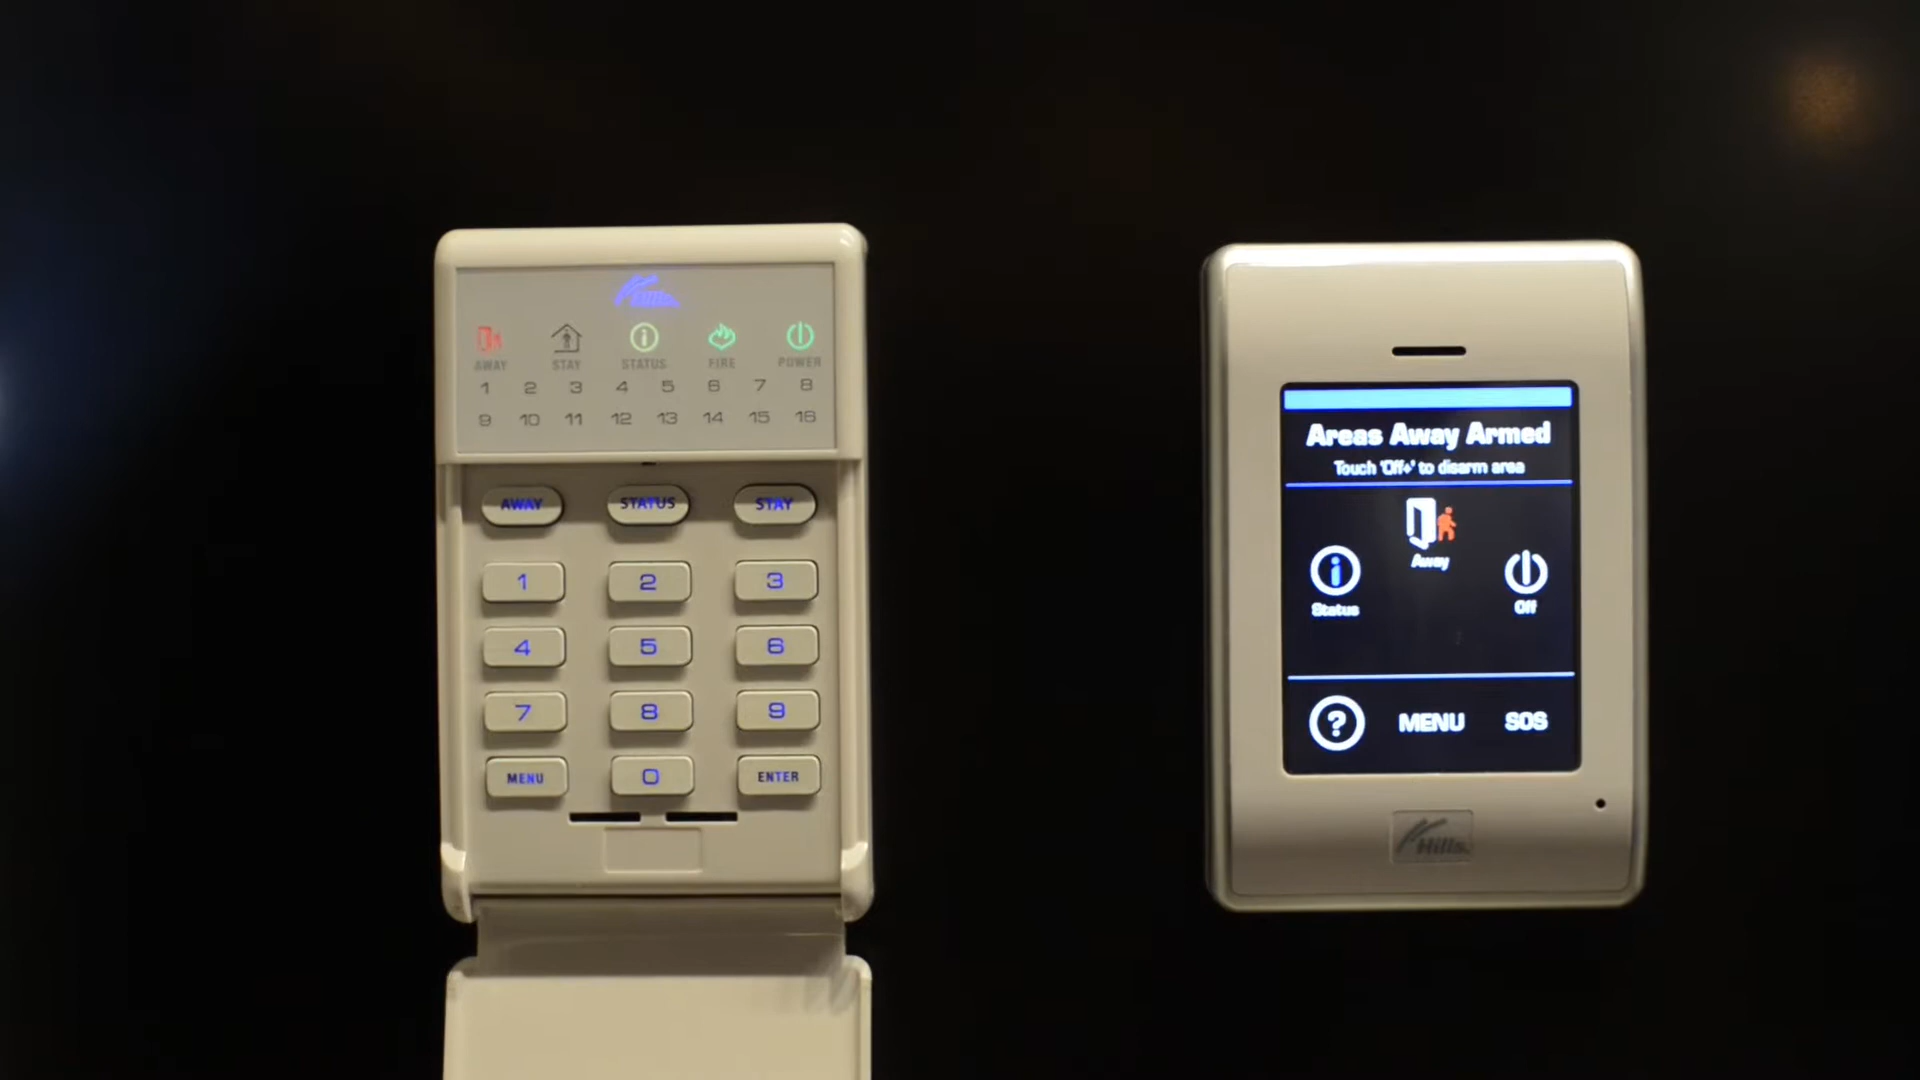 Hills
AWAY STAY STATUS FIRE POWER
1 2 3 4 5 6 7 8
9 10 11 12 13 14 15 16
AWAY STATUS STAY
1 2 3
4 5 6
7 8 9
MENU 0 ENTER
Areas Away Armed
Touch 'Off+' to disarm area
Away
Status
Off
? MENU SOS
Hills